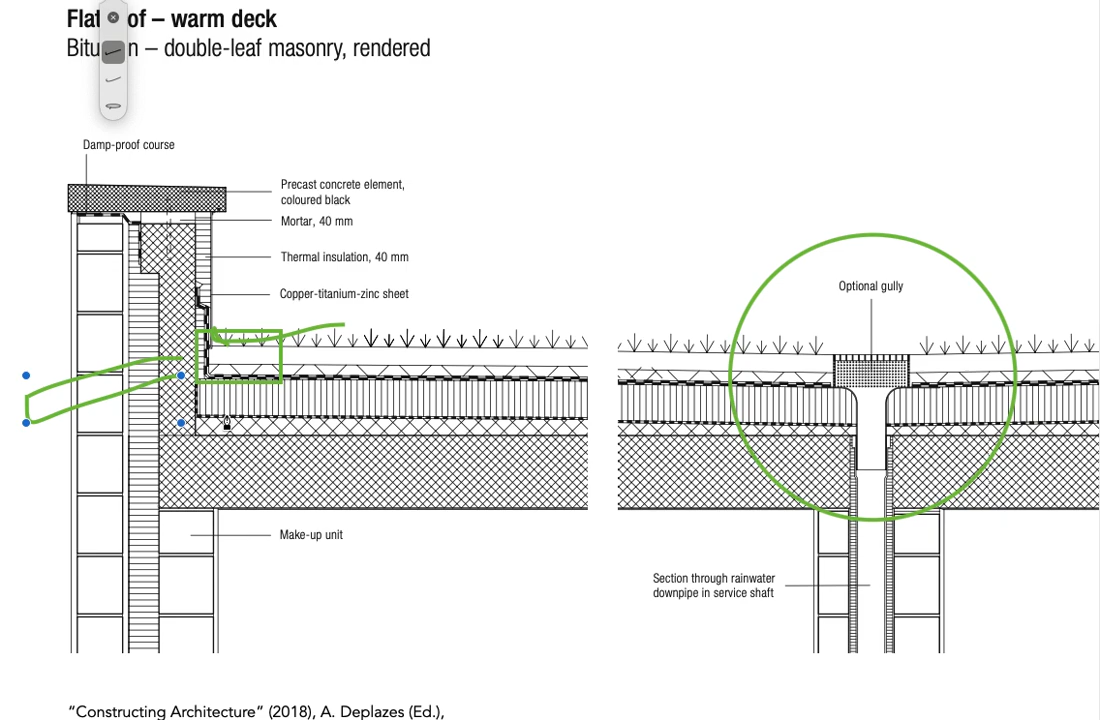 Flat of – warm deck
Bitu n – double-leaf masonry, rendered
Damp-proof course
Precast concrete element,
coloured black
Mortar, 40 mm
Thermal insulation, 40 mm
Copper-titanium-zinc sheet
Optional gully
Make-up unit
Section through rainwater
downpipe in service shaft
“Constructing Architecture” (2018), A. Deplazes (Ed.),